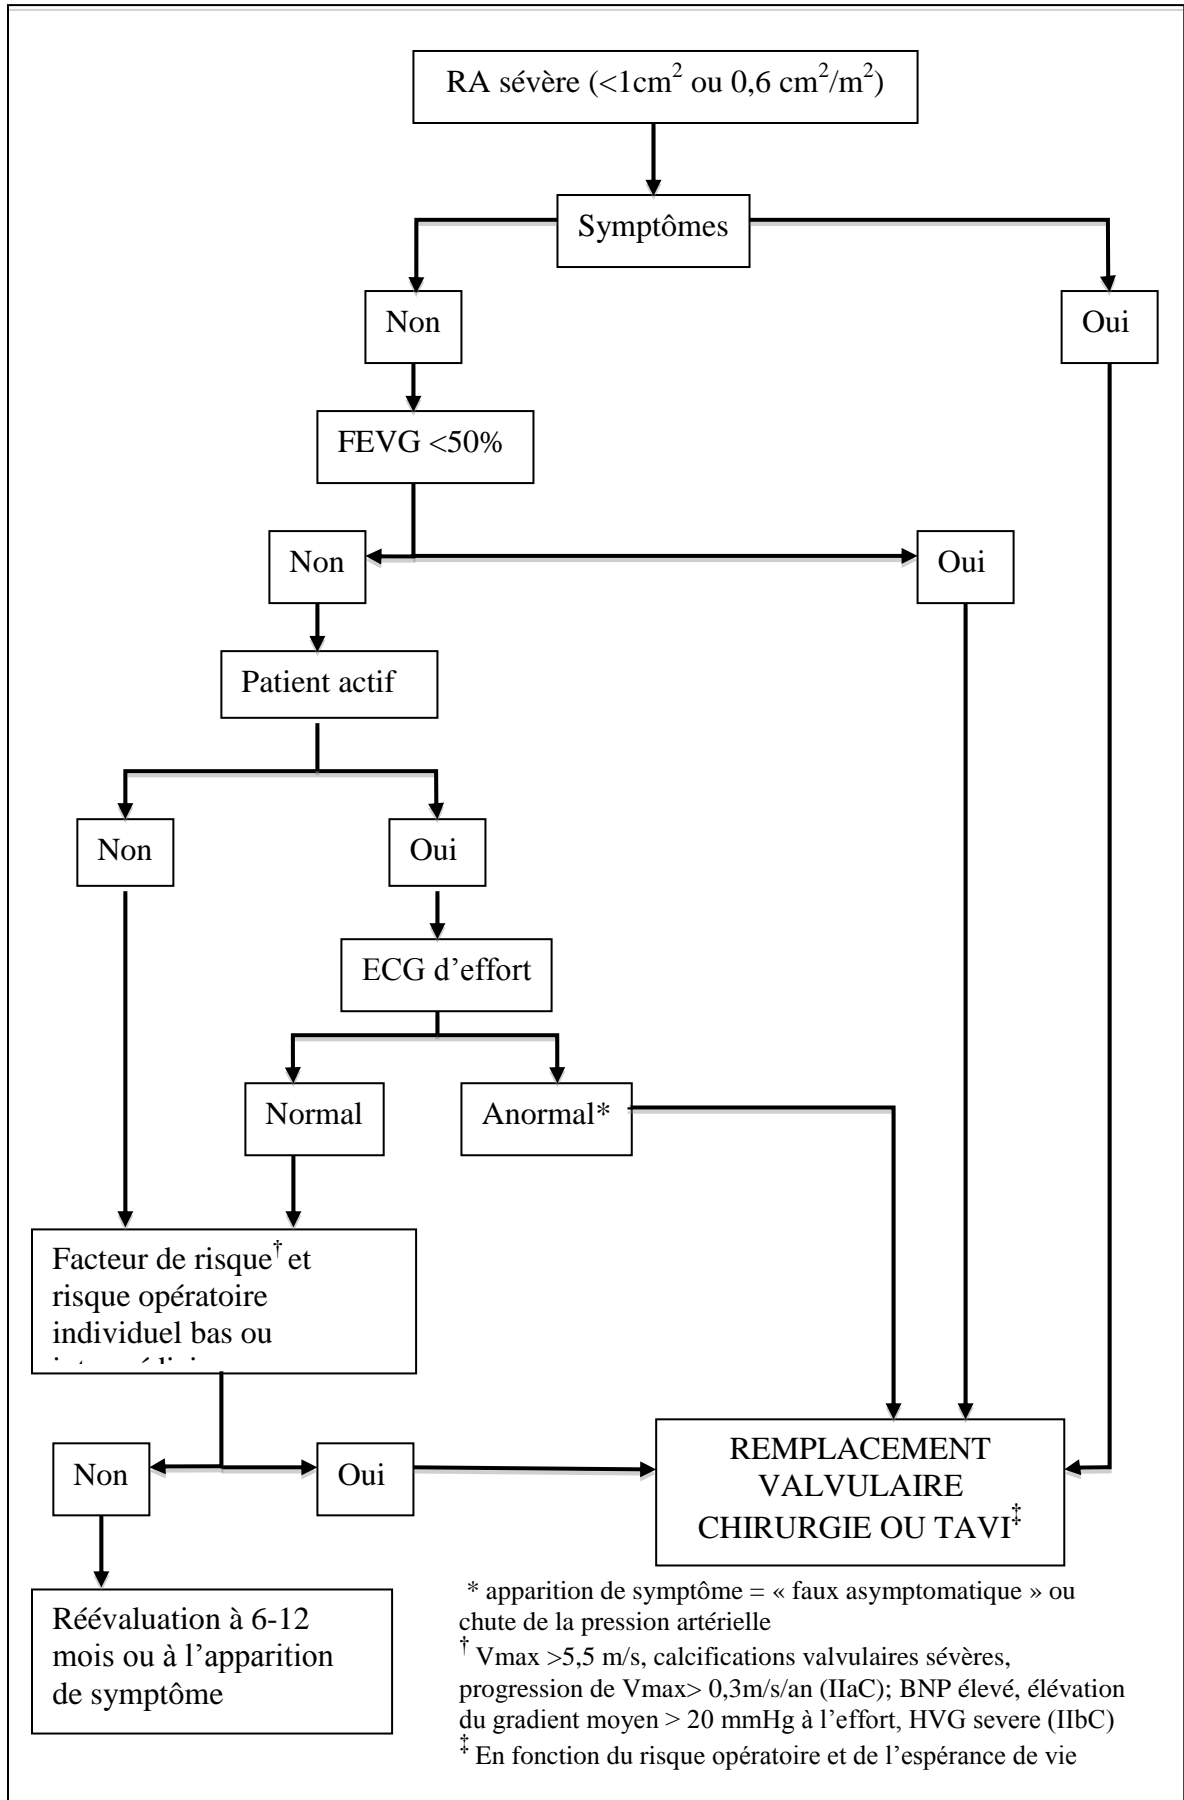 RA sévère (<1cm² ou 0,6 cm²/m²)
Symptômes
Non
Oui
FEVG <50%
Non
Oui
Patient actif
Non
Oui
ECG d’effort
Normal
Anormal*
Facteur de risque† et
risque opératoire
individuel bas ou
Non
Oui
REMPLACEMENT
VALVULAIRE
CHIRURGIE OU TAVI‡
Réévaluation à 6-12
mois ou à l’apparition
de symptôme
* apparition de symptôme = « faux asymptomatique » ou
chute de la pression artérielle
† Vmax >5,5 m/s, calcifications valvulaires sévères,
progression de Vmax> 0,3m/s/an (IIaC); BNP élevé, élévation
du gradient moyen > 20 mmHg à l’effort, HVG severe (IIbC)
‡ En fonction du risque opératoire et de l’espérance de vie